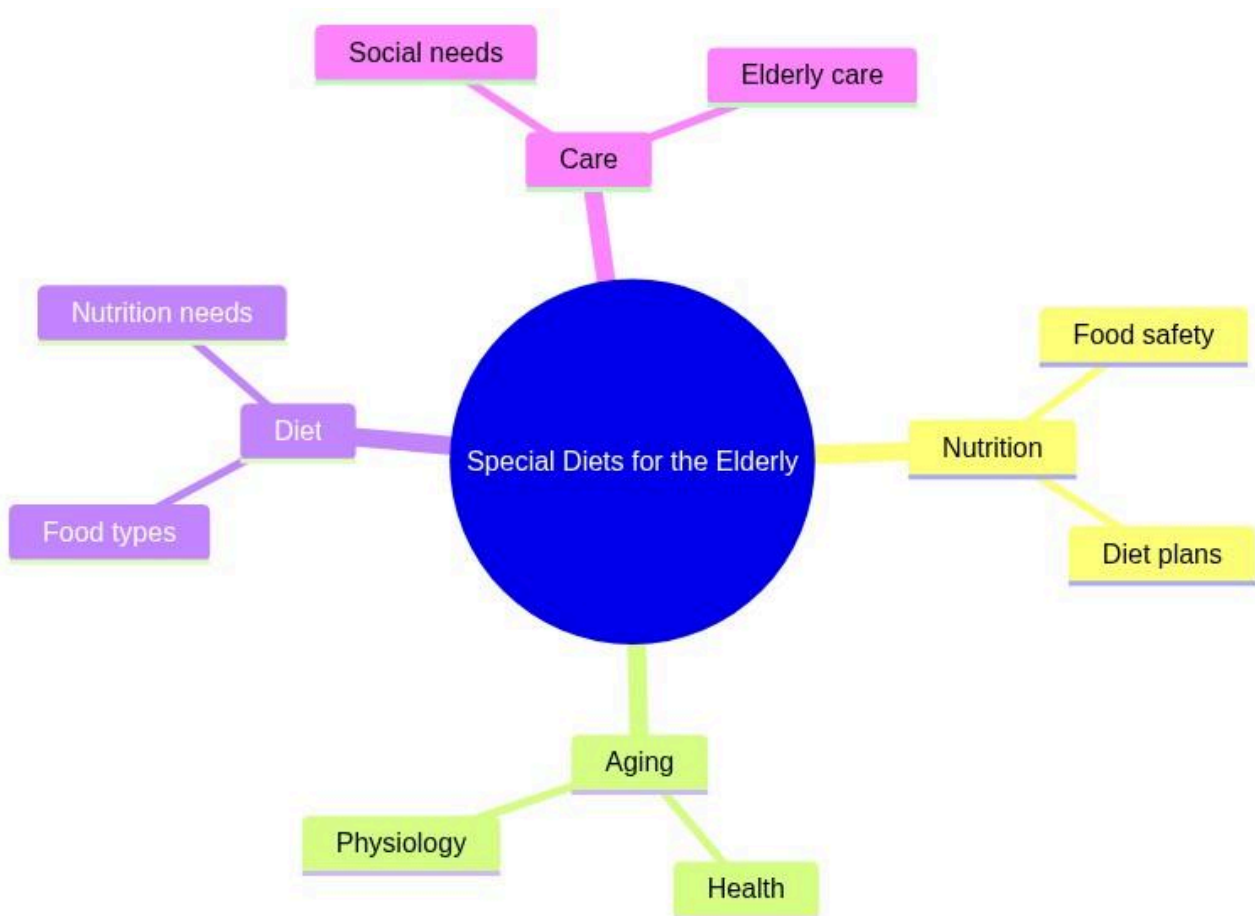 Social needs
Elderly care
Care
Nutrition needs
Food safety
Diet
Nutrition
Special Diets for the Elderly
Food types
Diet plans
Aging
Physiology
Health